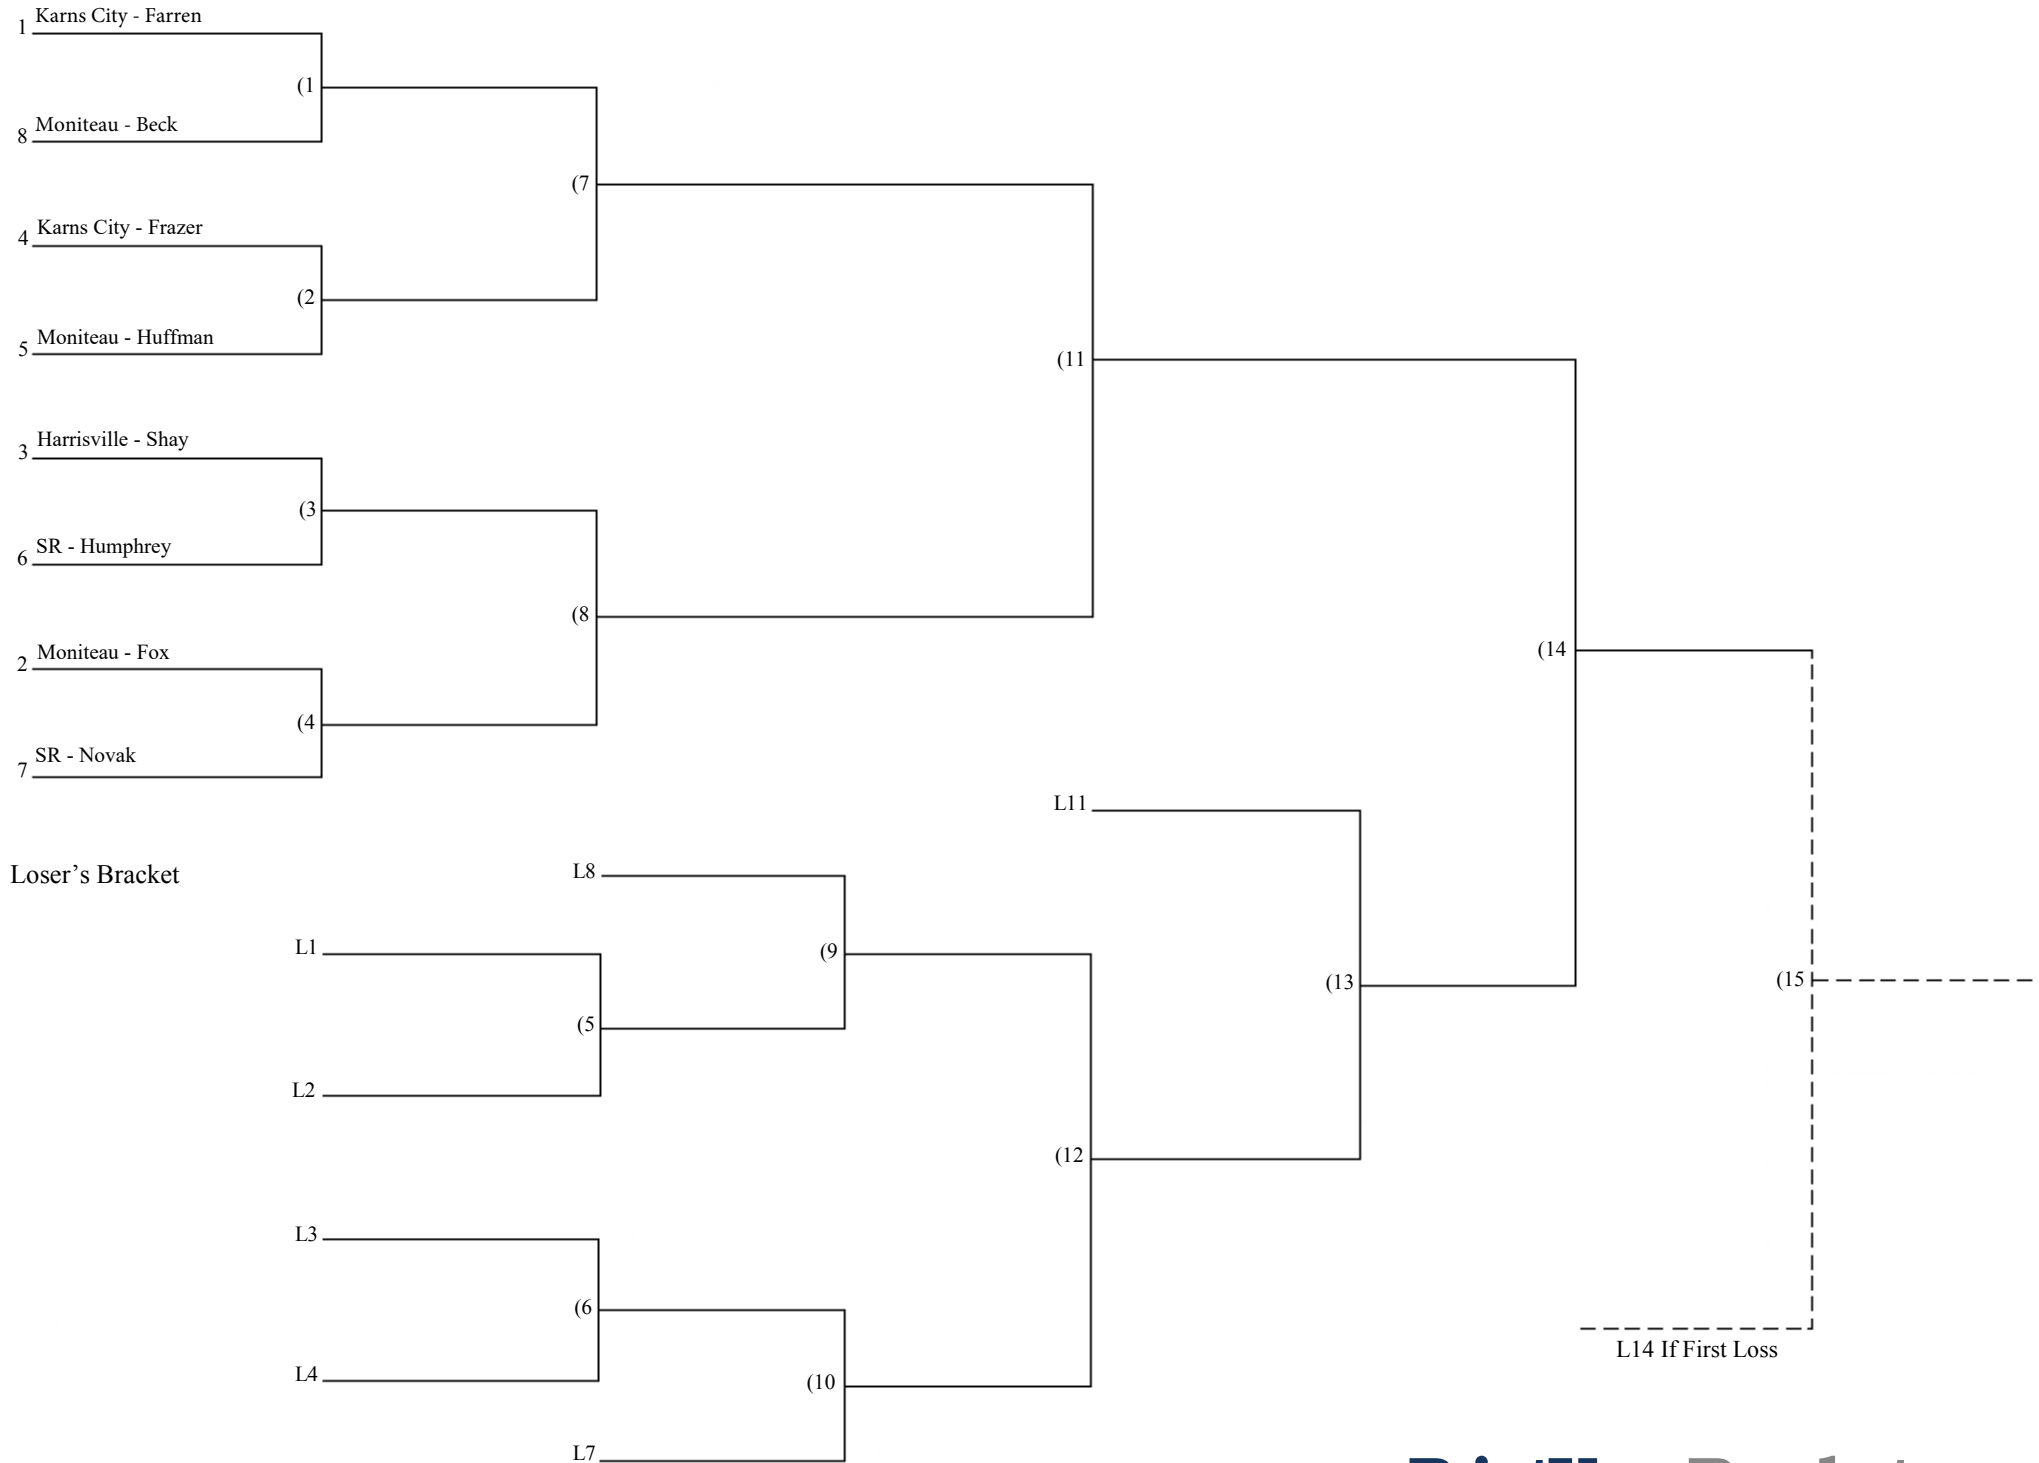 1 Karns City - Farren
(1
8 Moniteau - Beck
(7
4 Karns City - Frazer
(2
5 Moniteau - Huffman
(11
3 Harrisville - Shay
(3
6 SR - Humphrey
(8
2 Moniteau - Fox
(14
(4
7 SR - Novak
L11
Loser's Bracket
L8
L1
(9
(13
(15
(5
L2
(12
L3
(6
L14 If First Loss
L4
(10
L7